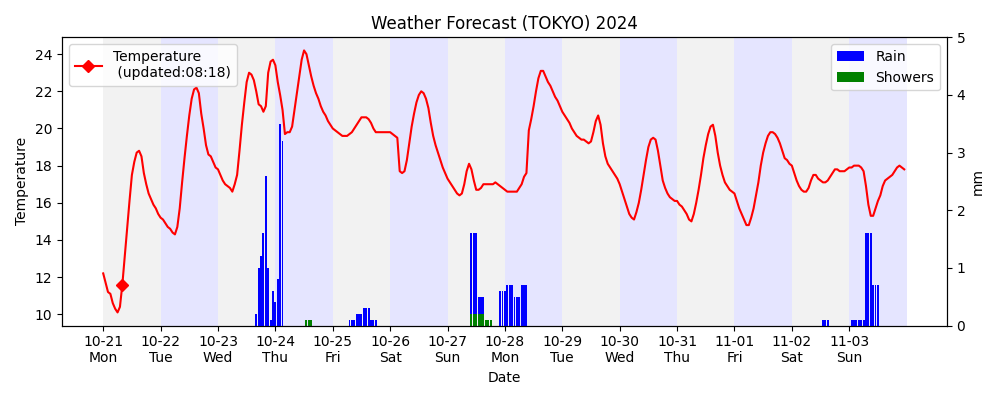 Weather Forecast (TOKYO) 2024
Temperature
(updated:08:18)
Rain
Showers
Temperature
24
22
20
18
16
14
12
10
5
4
3
2
1
0
mm
10-21 10-22 10-23 10-24 10-25 10-26 10-27 10-28 10-29 10-30 10-31 11-01 11-02 11-03
Mon Tue Wed Thu Fri Sat Sun Mon Tue Wed Thu Fri Sat Sun
Date